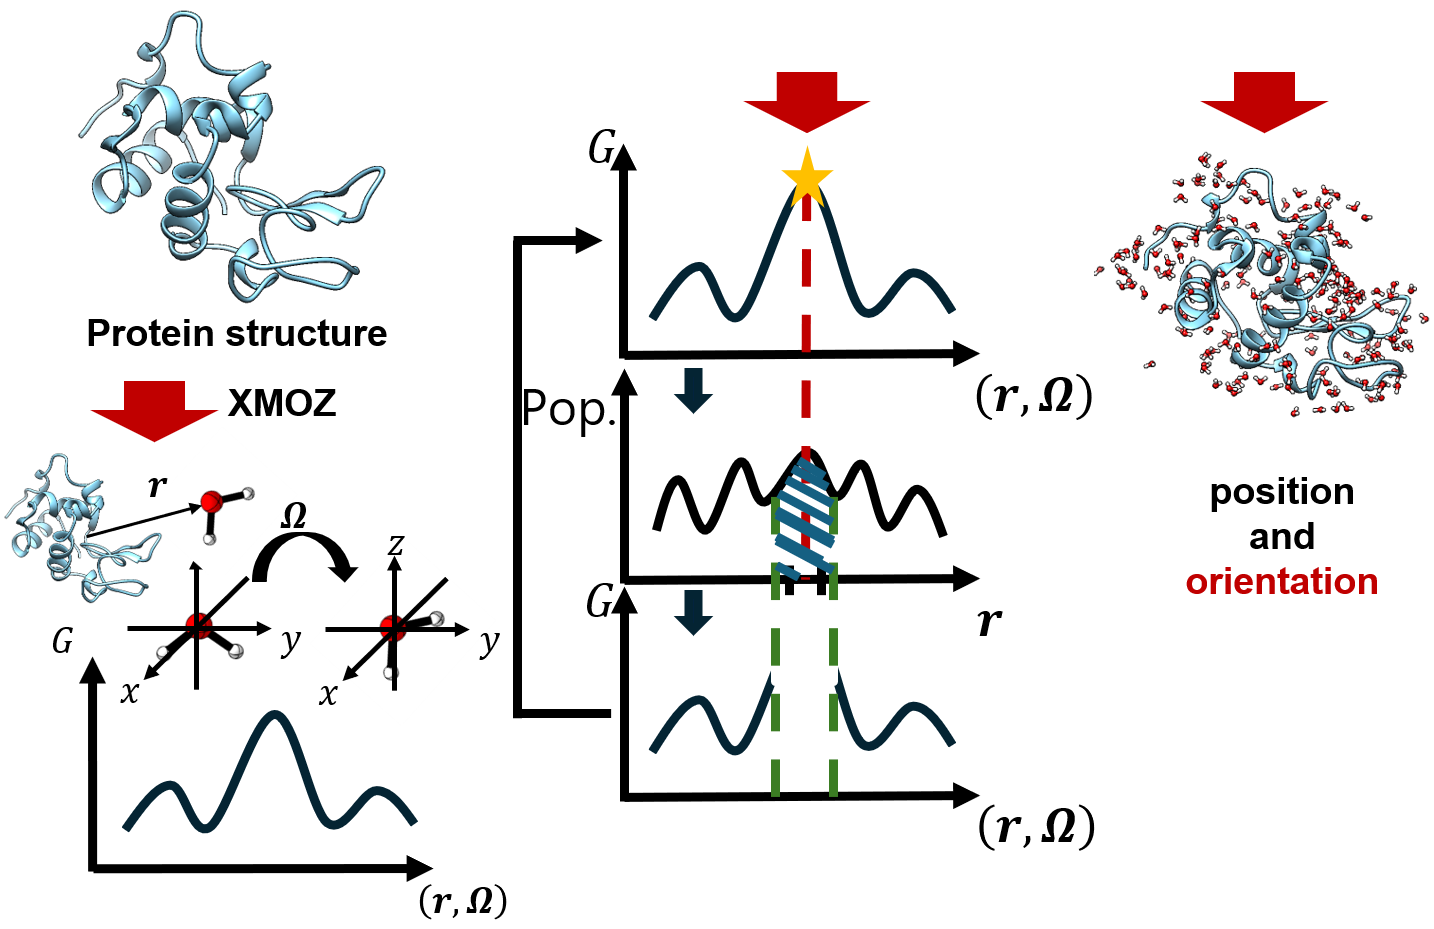 Protein structure
XMOZ
r
Ω
z
y
x
y
x
G
(r, Ω)
G
(r, Ω)
Pop.
r
G
(r, Ω)
position
and
orientation